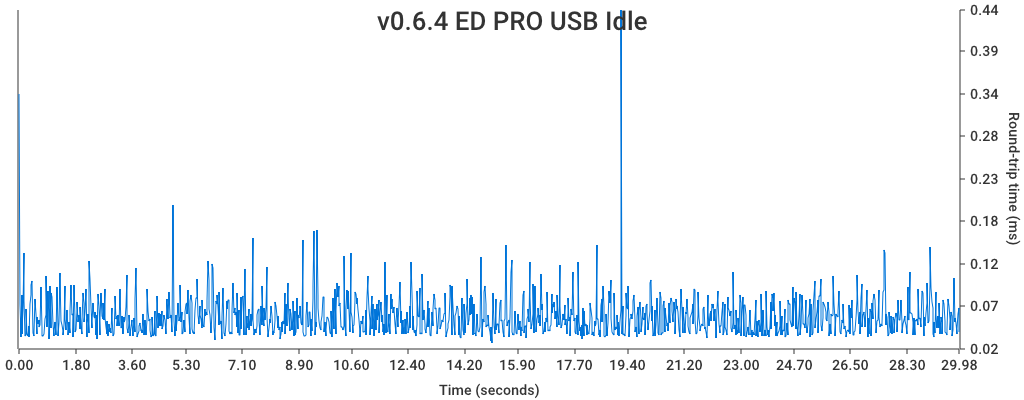 v0.6.4 ED PRO USB Idle
0.44
0.39
0.34
0.28
0.23
0.18
0.12
0.07
0.02
Round-trip time (ms)
0.00 1.80 3.60 5.30 7.10 8.90 10.60 12.40 14.20 15.90 17.70 19.40 21.20 23.00 24.70 26.50 28.30 29.98
Time (seconds)